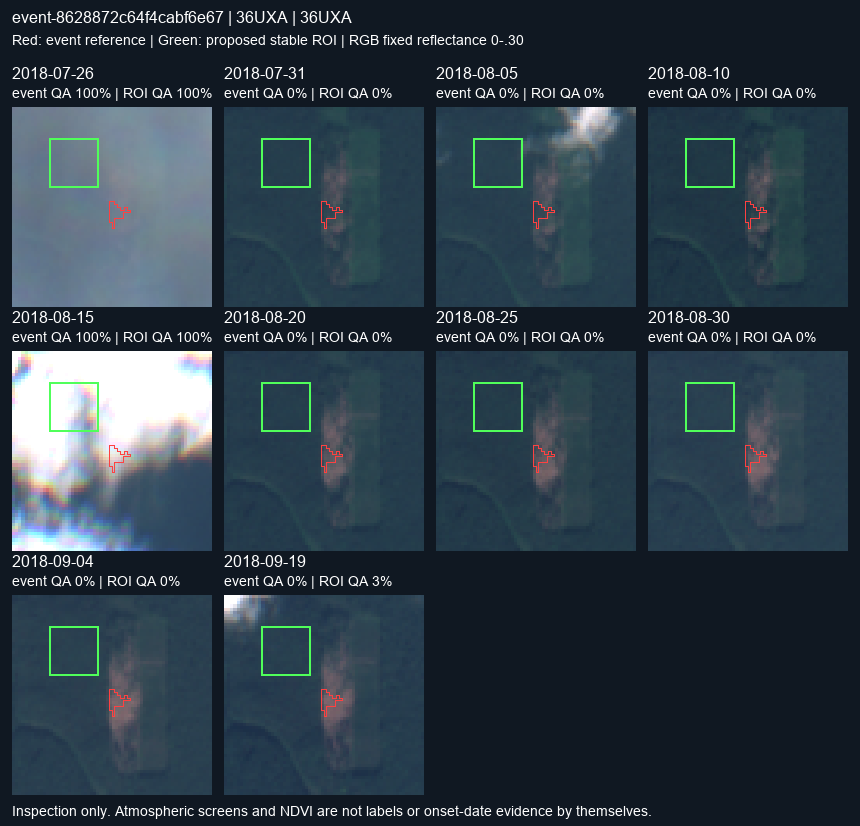 event-8628872c64f4cabf6e67 | 36UXA | 36UXA
Red: event reference | Green: proposed stable ROI | RGB fixed reflectance 0-.30
2018-07-26
event QA 100% | ROI QA 100%
2018-07-31
event QA 0% | ROI QA 0%
2018-08-05
event QA 0% | ROI QA 0%
2018-08-10
event QA 0% | ROI QA 0%
2018-08-15
event QA 100% | ROI QA 100%
2018-08-20
event QA 0% | ROI QA 0%
2018-08-25
event QA 0% | ROI QA 0%
2018-08-30
event QA 0% | ROI QA 0%
2018-09-04
event QA 0% | ROI QA 0%
2018-09-19
event QA 0% | ROI QA 3%
Inspection only. Atmospheric screens and NDVI are not labels or onset-date evidence by themselves.